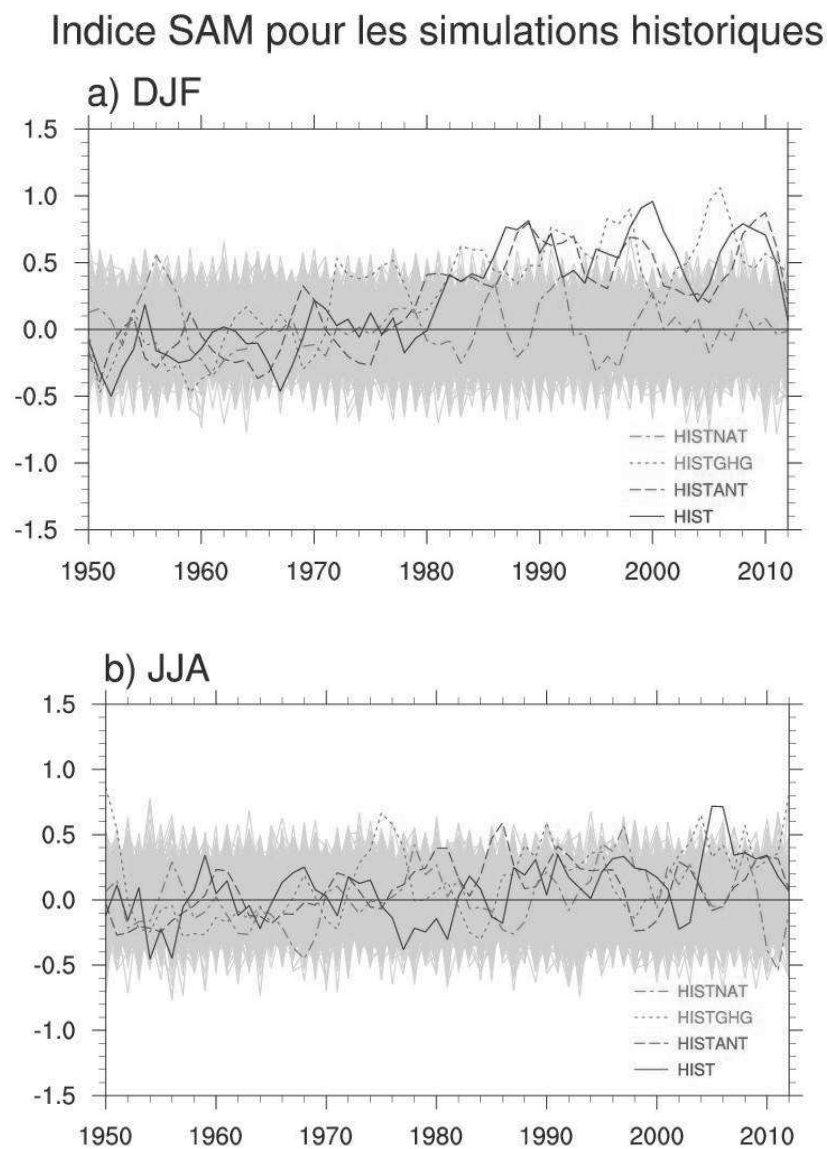 Indice SAM pour les simulations historiques
a) DJF
1.5
1.0
0.5
0.0
-0.5
-1.0
-1.5
HISTNAT
HISTGHG
HISTANT
HIST
1950 1960 1970 1980 1990 2000 2010
b) JJA
1.5
1.0
0.5
0.0
-0.5
-1.0
-1.5
HISTNAT
HISTGHG
HISTANT
HIST
1950 1960 1970 1980 1990 2000 2010